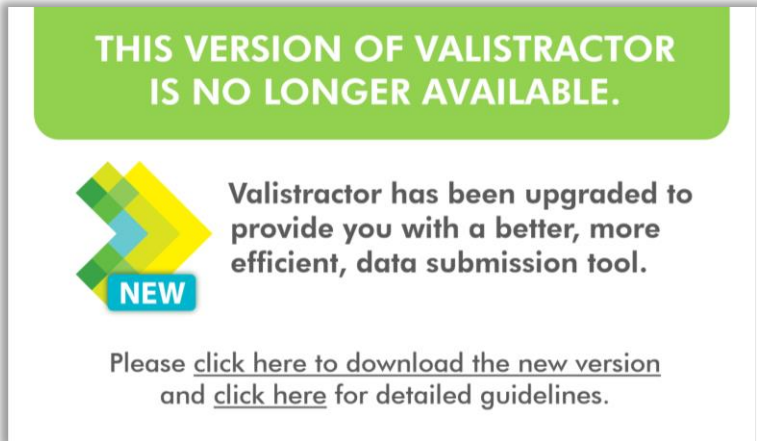 THIS VERSION OF VALISTRACTOR
IS NO LONGER AVAILABLE.
Valistractor has been upgraded to
provide you with a better, more
efficient, data submission tool.
NEW
Please click here to download the new version
and click here for detailed guidelines.